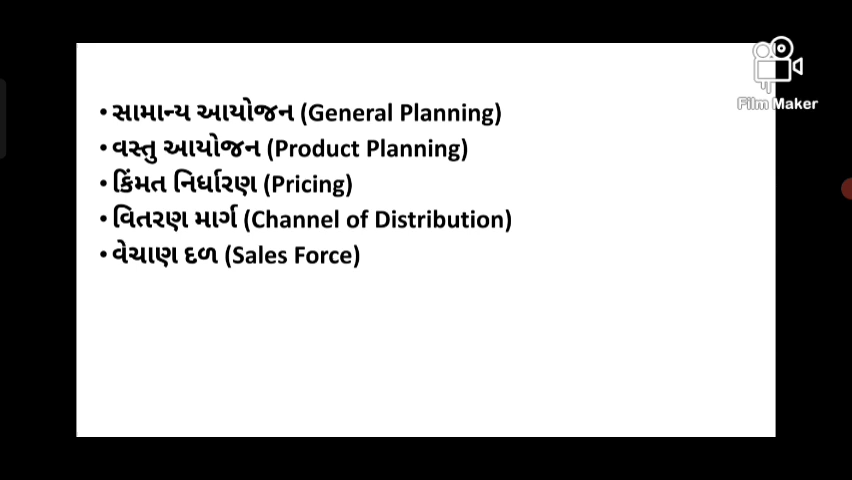 • સામાન્ય આયોજન (General Planning)
• વસ્તુ આયોજન (Product Planning)
• કિંમત નિર્ધારણ (Pricing)
• વિતરણ માર્ગ (Channel of Distribution)
• વેચાણ દળ (Sales Force)
Film Maker